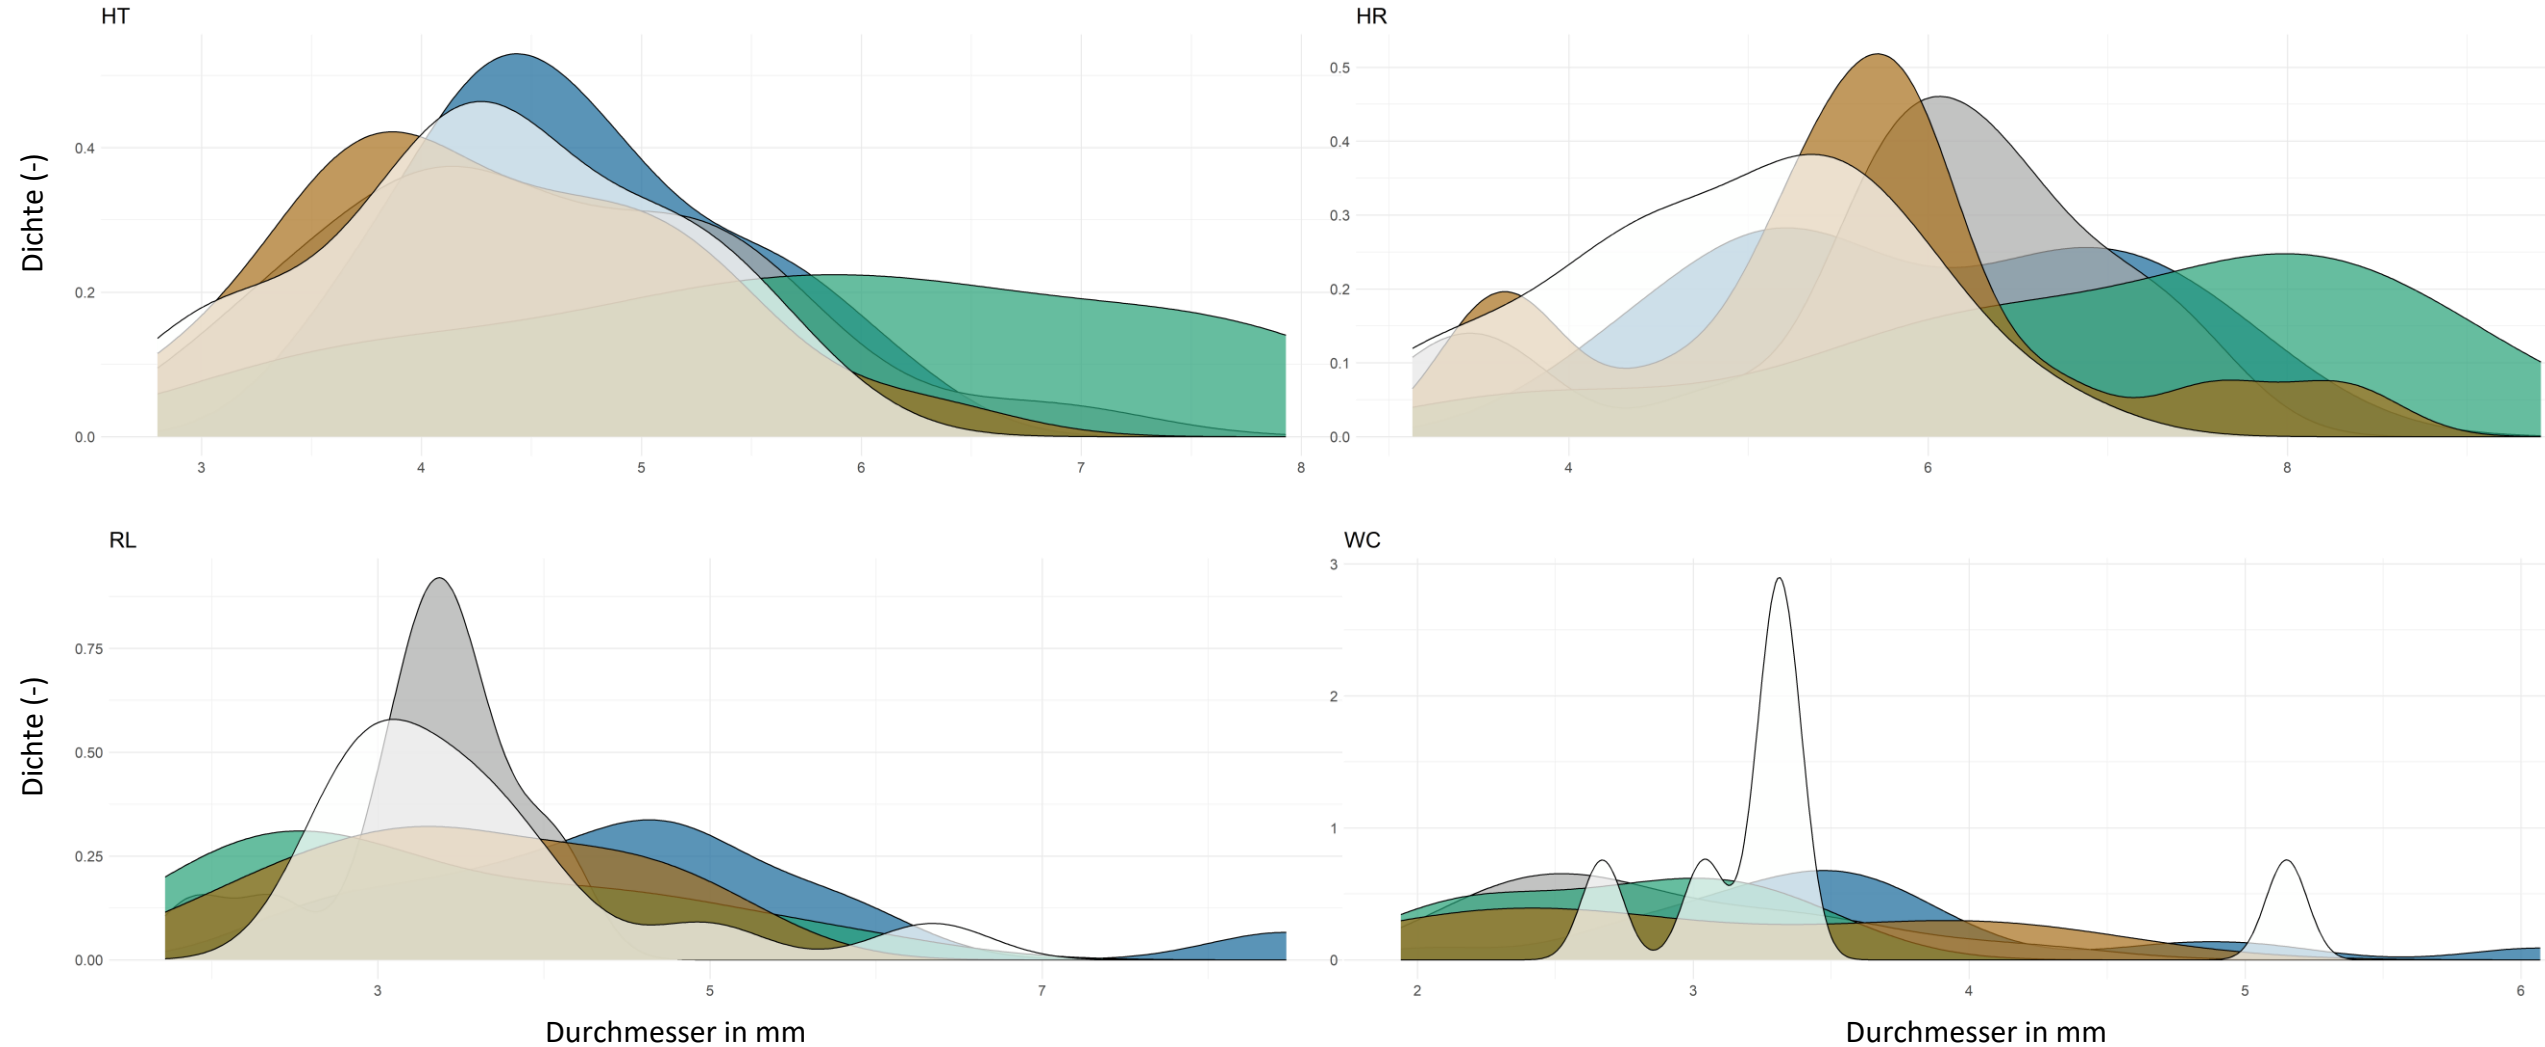 HT
HR
Dichte (-)
0.4
0.2
0.0
3 4 5 6 7 8
0.5
0.4
0.3
0.2
0.1
0.0
4 6 8
RL
WC
Dichte (-)
0.75
0.50
0.25
0.00
3 5 7
3
2
1
0
2 3 4 5 6
Durchmesser in mm
Durchmesser in mm